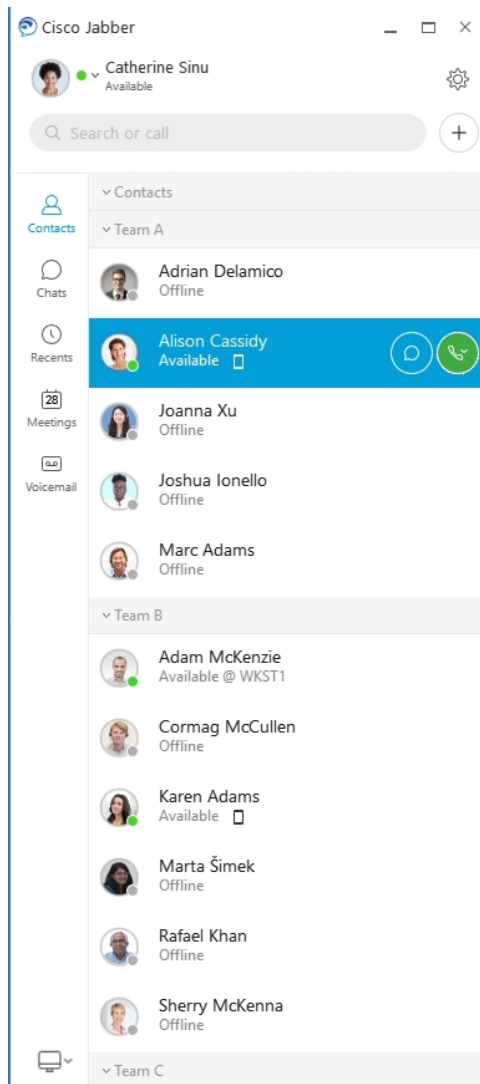 Cisco Jabber
Catherine Sinu
Available
Search or call
Contacts
Chats
Recents
28
Meetings
Voicemail
Contacts
Team A
Adrian Delamico
Offline
Alison Cassidy
Available
Joanna Xu
Offline
Joshua Ionello
Offline
Marc Adams
Offline
Team B
Adam McKenzie
Available @ WKST1
Cormag McCullen
Offline
Karen Adams
Available
Marta Šimek
Offline
Rafael Khan
Offline
Sherry McKenna
Offline
Team C